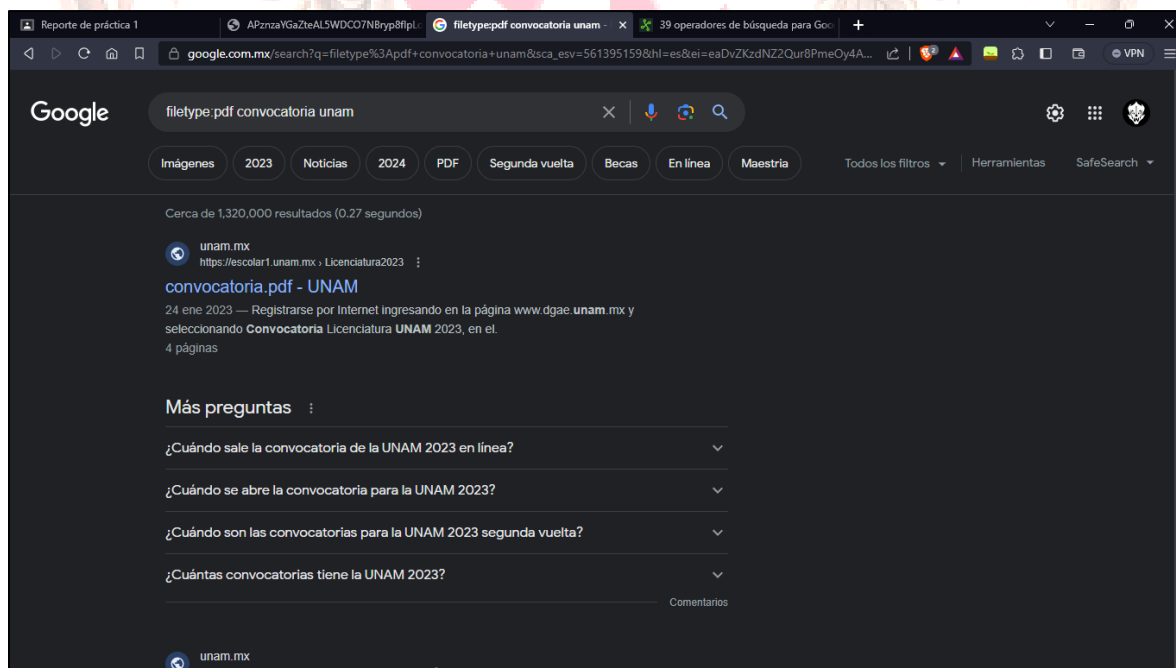 Reporte de práctica 1
APznzaYGaZteAL5WDCO7NBryp8flpL
filetype:pdf convocatoria unam -
39 operadores de búsqueda para Goo
google.com.mx/search?q=filetype%3Apdf+convocatoria+unam&sca_esv=561395159&hl=es&ei=eaDvZKzdNZ2Qur8PmeOy4A...
VPN
Google
filetype:pdf convocatoria unam
Imágenes
2023
Noticias
2024
PDF
Segunda vuelta
Becas
En línea
Maestria
Todos los filtros
Herramientas
SafeSearch
Cerca de 1,320,000 resultados (0.27 segundos)
unam.mx
https://escolar1.unam.mx › Licenciatura2023
convocatoria.pdf - UNAM
24 ene 2023 — Registrarse por Internet ingresando en la página www.dgae.unam.mx y
seleccionando Convocatoria Licenciatura UNAM 2023, en el.
4 páginas
Más preguntas
¿Cuándo sale la convocatoria de la UNAM 2023 en línea?
¿Cuándo se abre la convocatoria para la UNAM 2023?
¿Cuándo son las convocatorias para la UNAM 2023 segunda vuelta?
¿Cuántas convocatorias tiene la UNAM 2023?
Comentarios
unam.mx